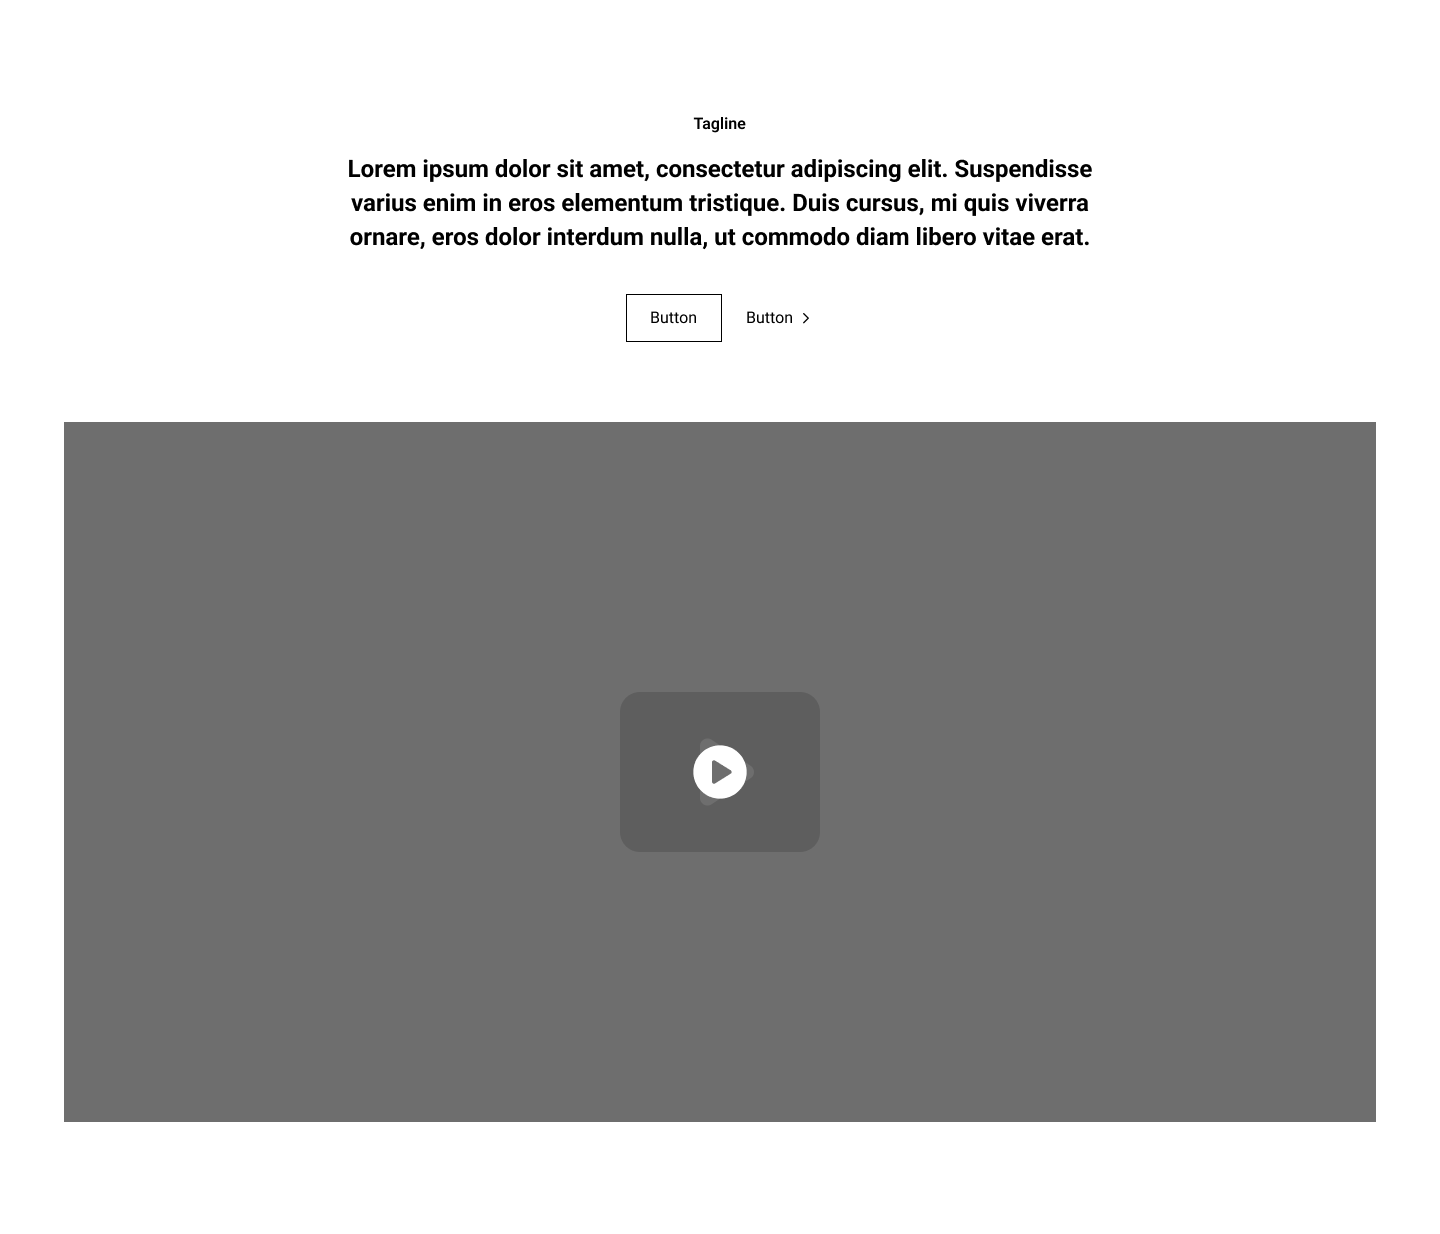 Tagline
Lorem ipsum dolor sit amet, consectetur adipiscing elit. Suspendisse
varius enim in eros elementum tristique. Duis cursus, mi quis viverra
ornare, eros dolor interdum nulla, ut commodo diam libero vitae erat.
Button
Button